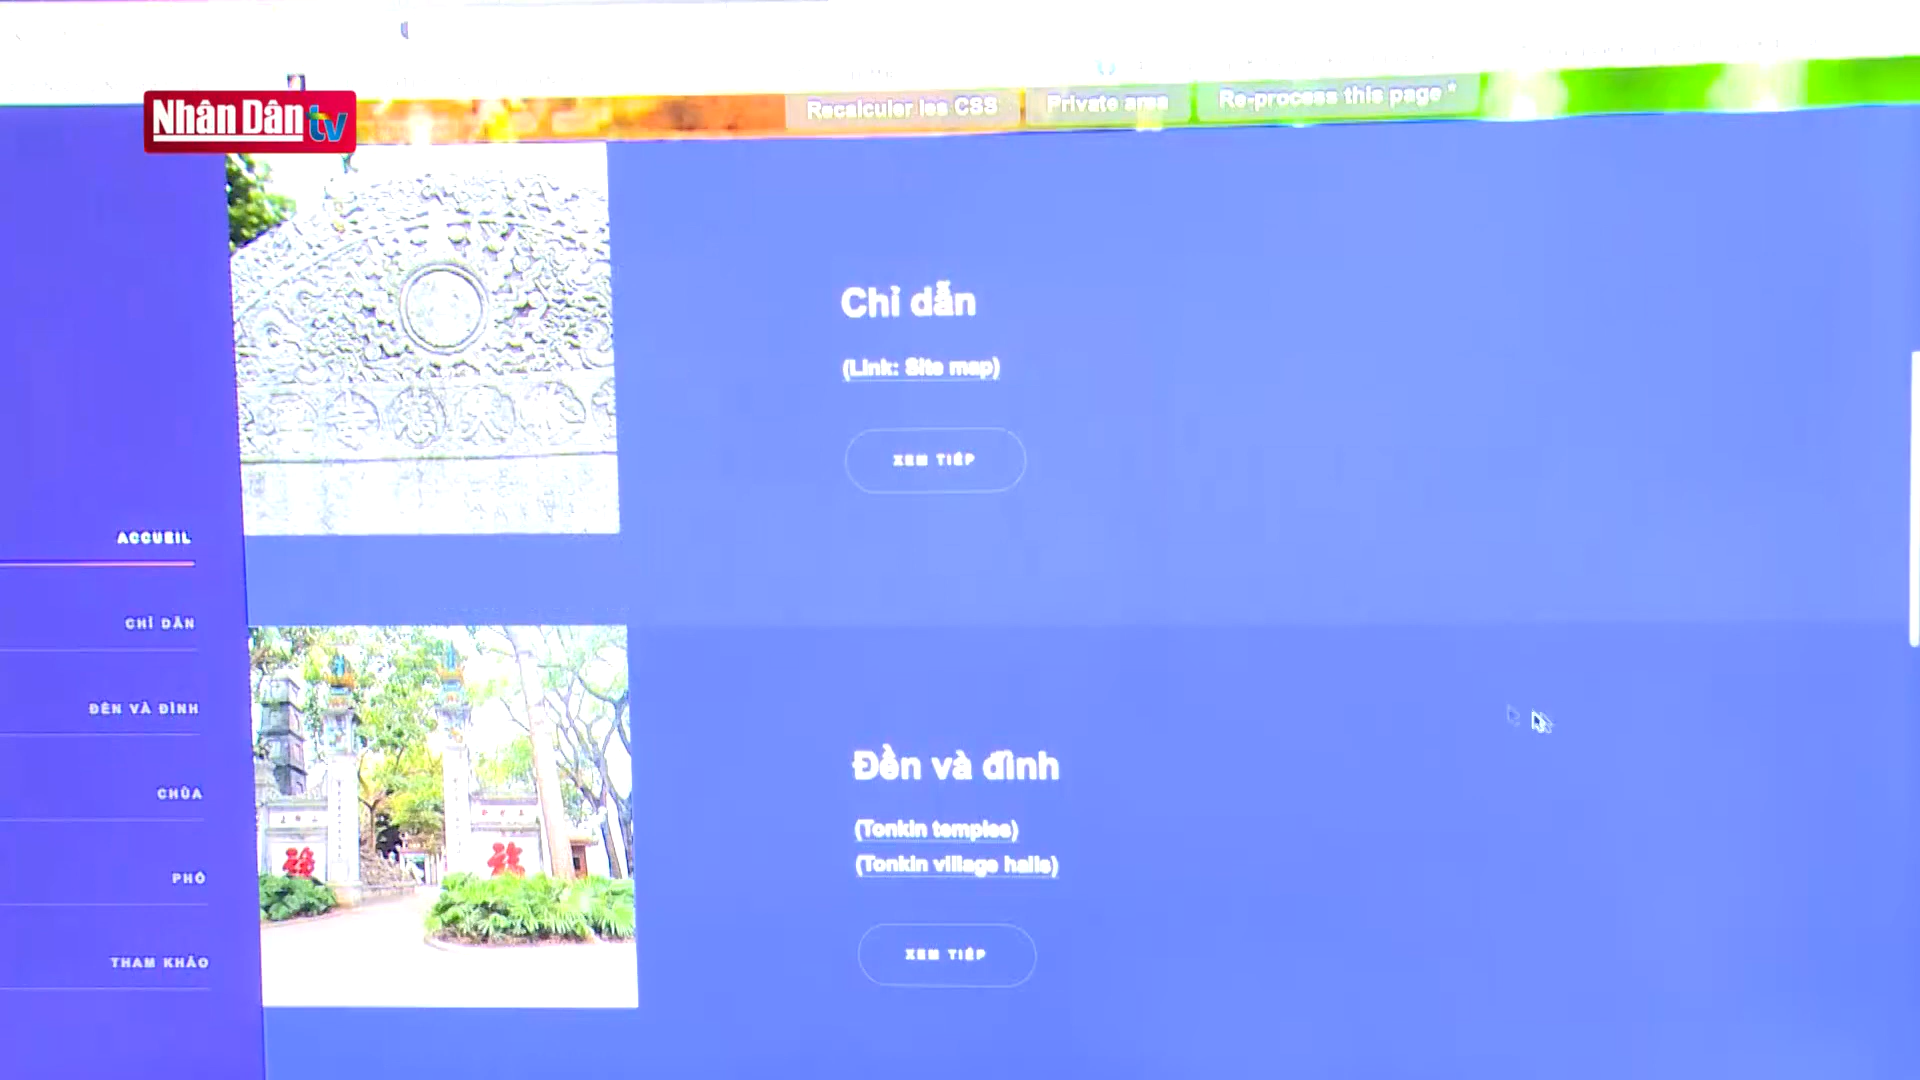 Nhân Dân tv
Recalculer les CSS
Private area
Re-process this page *
Chỉ dẫn
(Link: Site map)
XEM TIẾP
ACCUEIL
CHỈ DẪN
ĐỀN VÀ ĐÌNH
CHÙA
PHỐ
THAM KHẢO
Đền và đình
(Tonkin temples)
(Tonkin village halls)
XEM TIẾP